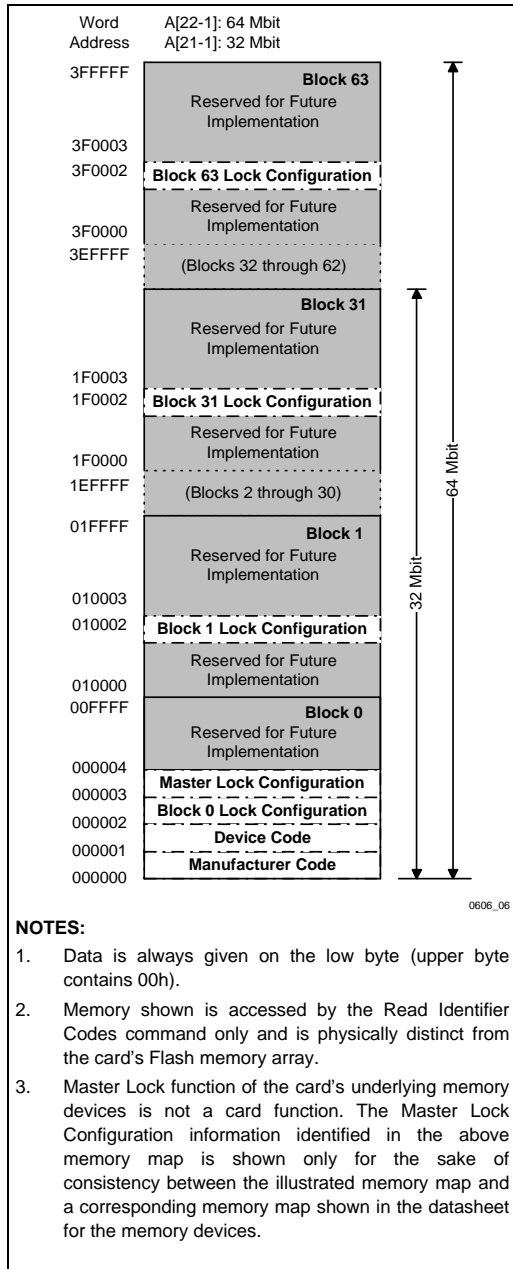 Word Address
A[22-1]: 64 Mbit
A[21-1]: 32 Mbit
3FFFFF
Block 63
Reserved for Future
Implementation
3F0003
3F0002
Block 63 Lock Configuration
Reserved for Future
Implementation
3F0000
3EFFFF
(Blocks 32 through 62)
Block 31
Reserved for Future
Implementation
1F0003
1F0002
Block 31 Lock Configuration
Reserved for Future
Implementation
1F0000
1EFFFF
(Blocks 2 through 30)
01FFFF
Block 1
Reserved for Future
Implementation
010003
010002
Block 1 Lock Configuration
Reserved for Future
Implementation
010000
00FFFF
Block 0
Reserved for Future
Implementation
000004
Master Lock Configuration
000003
Block 0 Lock Configuration
000002
Device Code
000001
Manufacturer Code
000000
32 Mbit
64 Mbit
0606_06
NOTES:
1. Data is always given on the low byte (upper byte
contains 00h).
2. Memory shown is accessed by the Read Identifier
Codes command only and is physically distinct from
the card's Flash memory array.
3. Master Lock function of the card's underlying memory
devices is not a card function. The Master Lock
Configuration information identified in the above
memory map is shown only for the sake of
consistency between the illustrated memory map and
a corresponding memory map shown in the datasheet
for the memory devices.